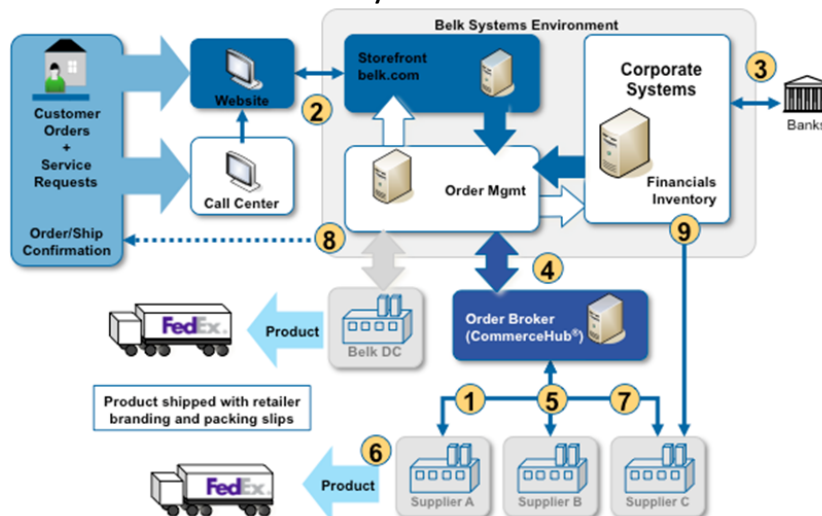 Belk Systems Environment
Customer
Orders
+
Service
Requests
Order/Ship
Confirmation
Website
Call Center
2
Storefront
belk.com
Order Mgmt
Corporate
Systems
Financials
Inventory
3
Banks
8
4
9
FedEx
Product
Belk DC
Order Broker
(CommerceHub®)
Product shipped with retailer
branding and packing slips
1
5
7
6
FedEx
Product
Supplier A
Supplier B
Supplier C